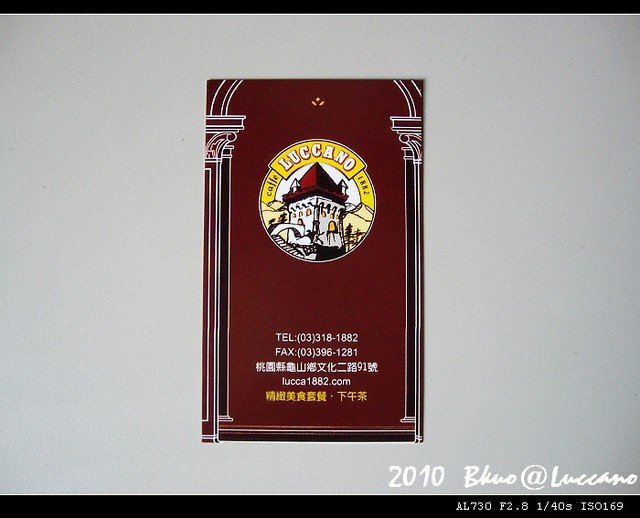 LUCCANO
caffe 1882
TEL:(03)318-1882
FAX:(03)396-1281
桃園縣龜山鄉文化二路91號
lucca1882.com
精緻美食套餐．下午茶
2010 Bkuo@Luccano
AL730 F2.8 1/40s ISO169